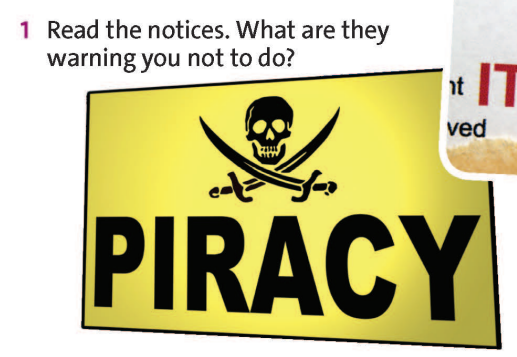 1 Read the notices. What are they
warning you not to do?
nt IT
ved
PIRACY